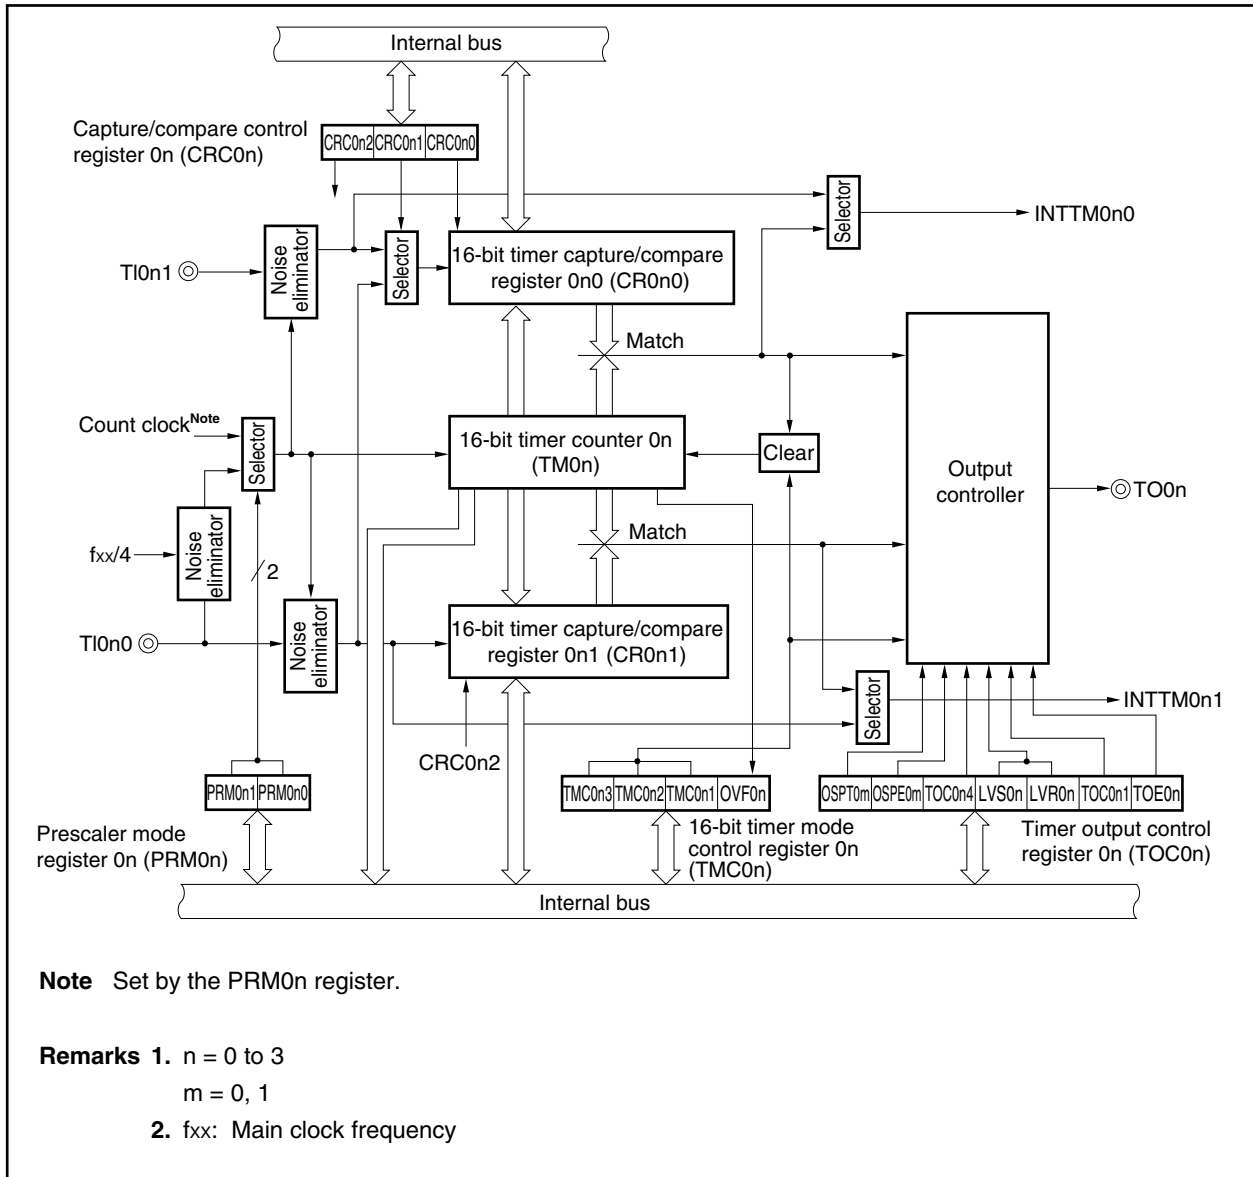 Internal bus
Capture/compare control
register 0n (CRC0n)
CRC0n2 CRC0n1 CRC0n0
Selector
INTTM0n0
TI0n1
Noise
eliminator
Selector
16-bit timer capture/compare
register 0n0 (CR0n0)
Match
Count clockNote
Selector
16-bit timer counter 0n
(TM0n)
Clear
Output
controller
TO0n
fxx/4
Noise
eliminator
2
Match
TI0n0
Noise
eliminator
16-bit timer capture/compare
register 0n1 (CR0n1)
Selector
INTTM0n1
CRC0n2
PRM0n1 PRM0n0
TMC0n3 TMC0n2 TMC0n1 OVF0n
OSPT0m OSPE0m TOC0n4 LVS0n LVR0n TOC0n1 TOE0n
Prescaler mode
register 0n (PRM0n)
16-bit timer mode
control register 0n
(TMC0n)
Timer output control
register 0n (TOC0n)
Internal bus
Note Set by the PRM0n register.
Remarks 1. n = 0 to 3
m = 0, 1
2. fxx: Main clock frequency